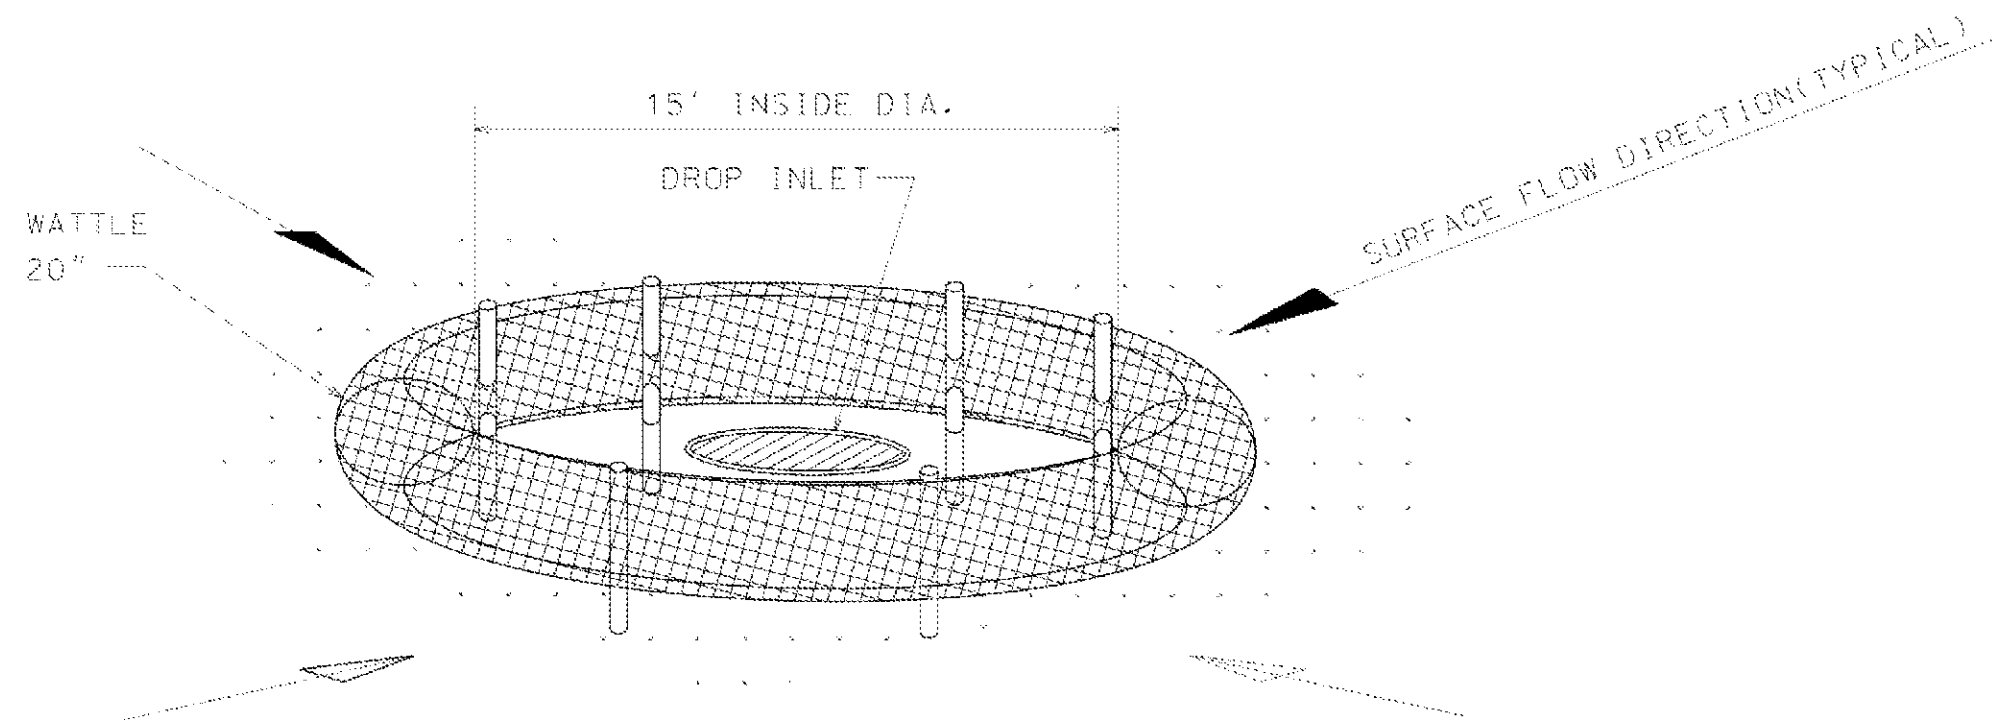 15' INSIDE DIA.
DROP INLET
WATTLE
20"
SURFACE FLOW DIRECTION(TYPICAL)